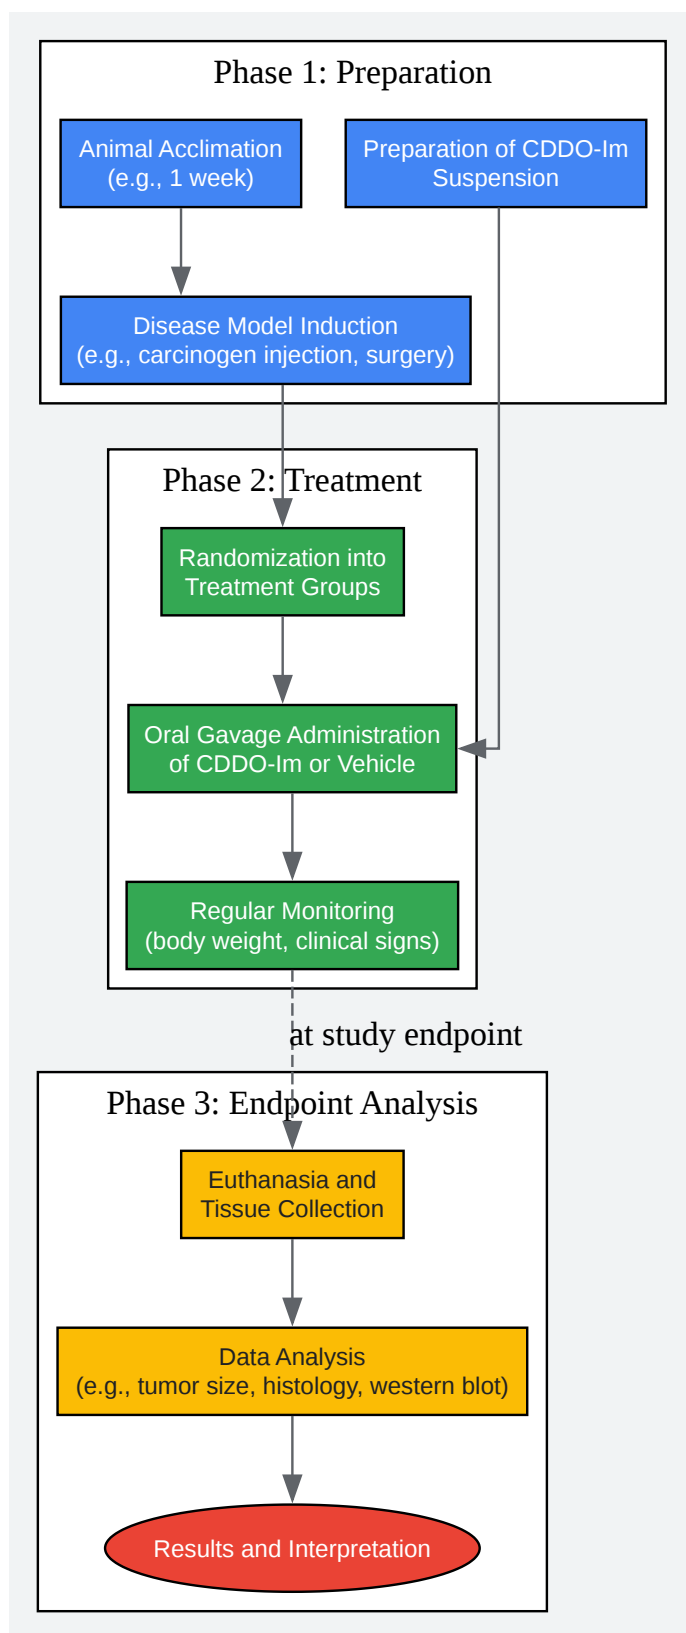 Phase 1: Preparation
Animal Acclimation
(e.g., 1 week)
Preparation of CDDO-Im
Suspension
Disease Model Induction
(e.g., carcinogen injection, surgery)
Phase 2: Treatment
Randomization into
Treatment Groups
Oral Gavage Administration
of CDDO-Im or Vehicle
Regular Monitoring
(body weight, clinical signs)
at study endpoint
Phase 3: Endpoint Analysis
Euthanasia and
Tissue Collection
Data Analysis
(e.g., tumor size, histology, western blot)
Results and Interpretation